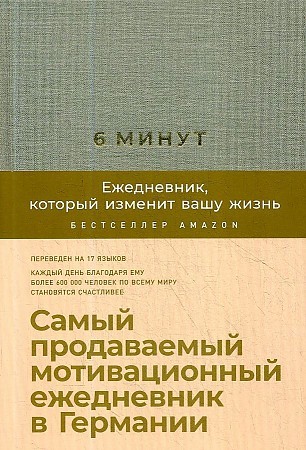 6 МИНУТ
Ежедневник,
который изменит вашу жизнь
БЕСТСЕЛЛЕР AMAZON
ПЕРЕВЕДЕН НА 17 ЯЗЫКОВ
КАЖДЫЙ ДЕНЬ БЛАГОДАРЯ ЕМУ
БОЛЕЕ 600 000 ЧЕЛОВЕК ПО ВСЕМУ МИРУ
СТАНОВЯТСЯ СЧАСТЛИВЕЕ
Самый
продаваемый
мотивационный
ежедневник
в Германии